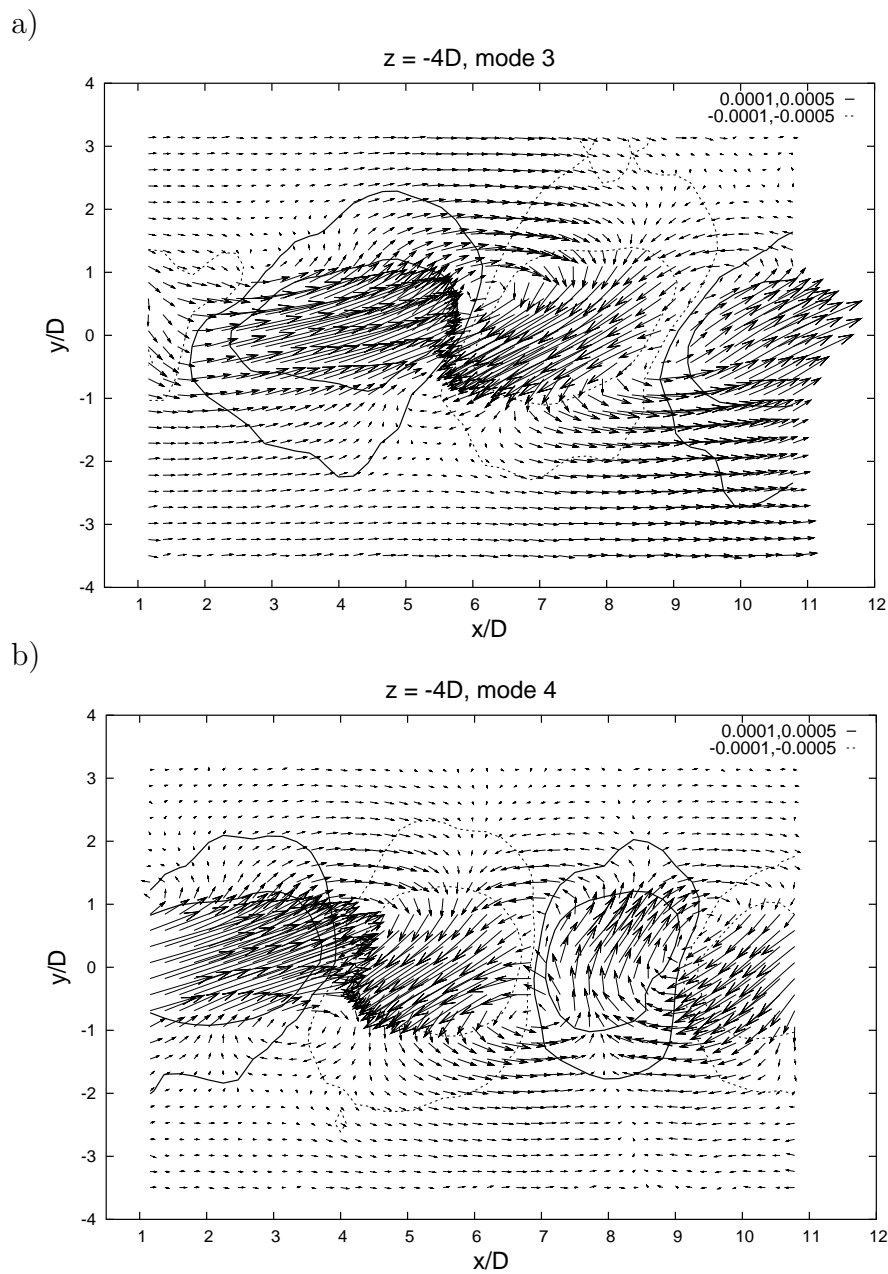 a)
z = -4D, mode 3
0.0001,0.0005
-0.0001,-0.0005
4
3
2
1
0
-1
-2
-3
-4
y/D
1 2 3 4 5 6 7 8 9 10 11 12
x/D
b)
z = -4D, mode 4
0.0001,0.0005
-0.0001,-0.0005
4
3
2
1
0
-1
-2
-3
-4
y/D
1 2 3 4 5 6 7 8 9 10 11 12
x/D